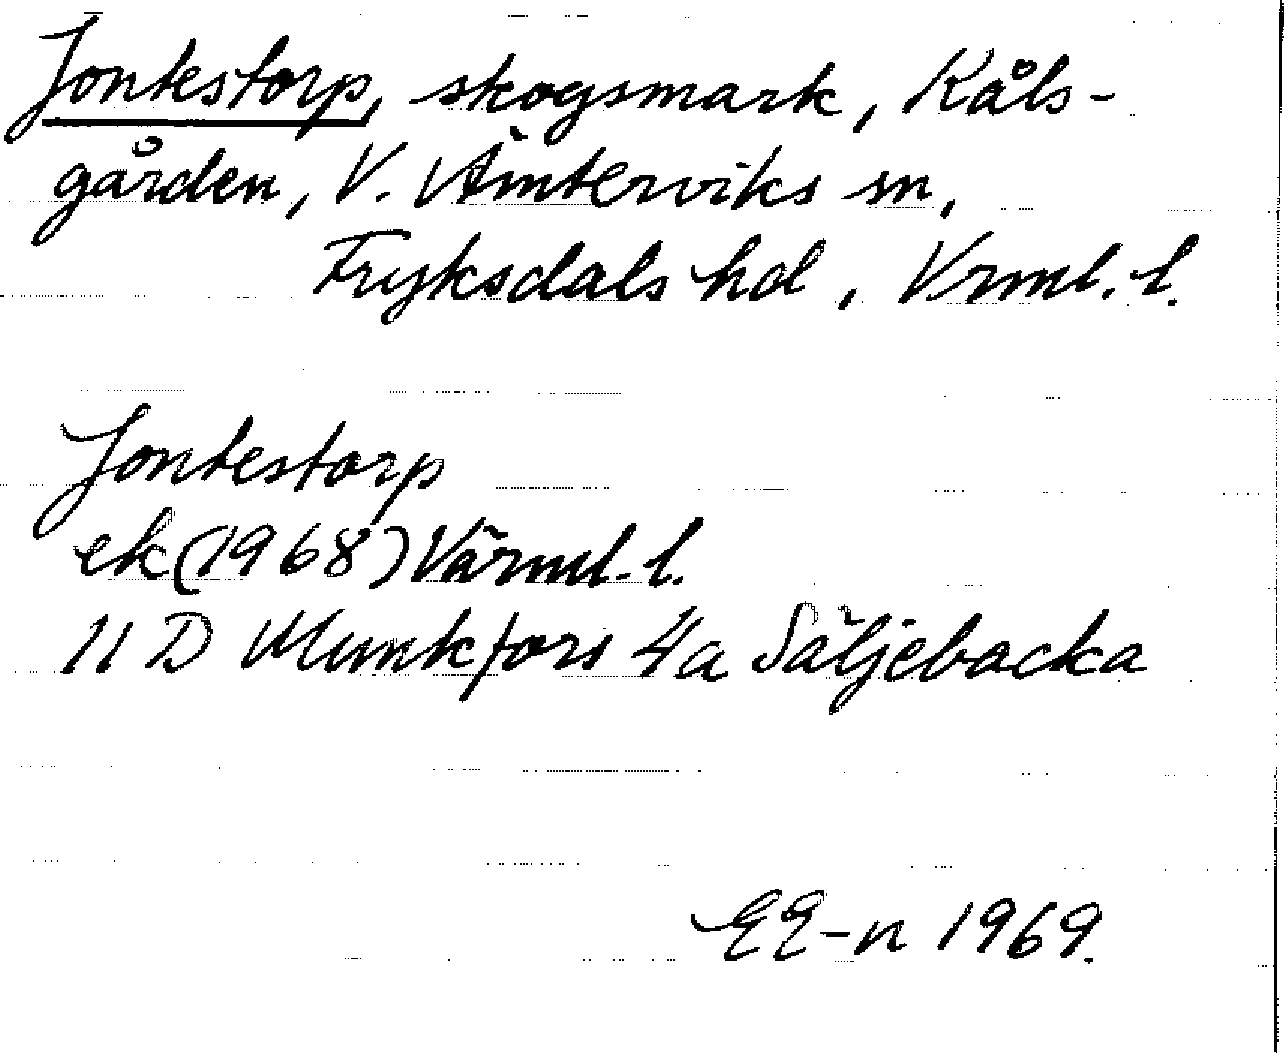 Jontestorp, skogsmark, Kåls-
gården, V. Ämterviks sn,
Fryksdals hd, Vrml. l.
Jontestorp
ek (1968) Värml. l.
11 D Munkfors 4a Säljebacka
EE-n 1969.